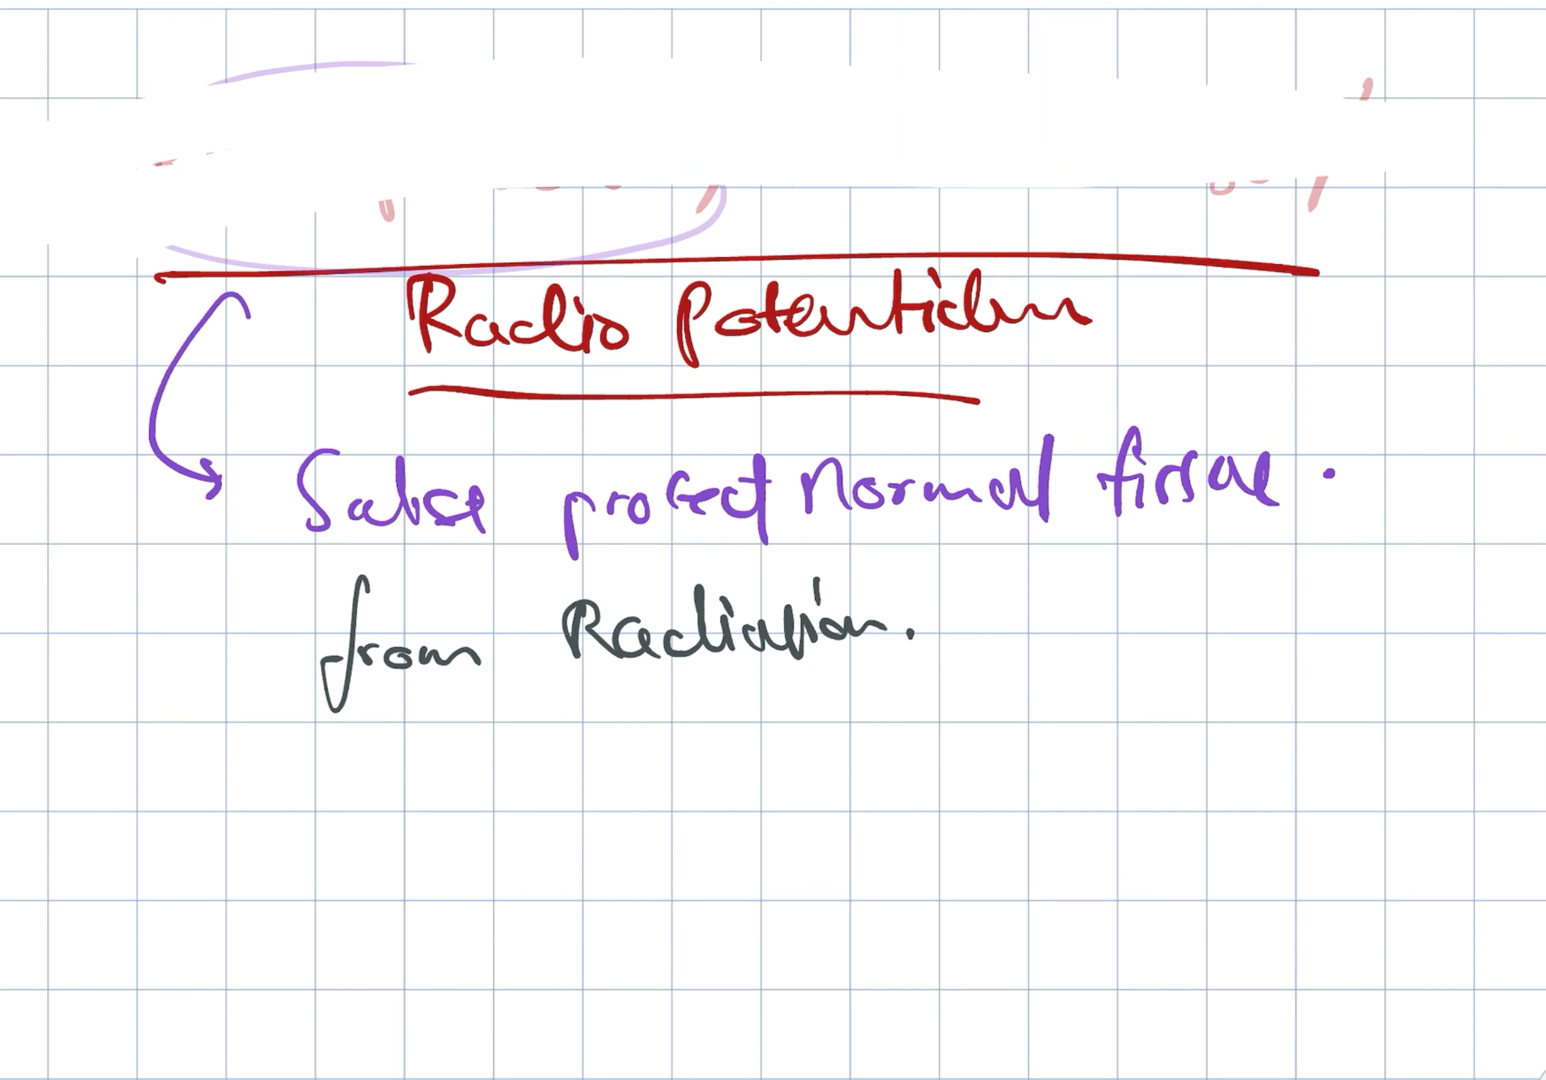 Radio Potentiation
protect Normal tissue.
from Radiation.